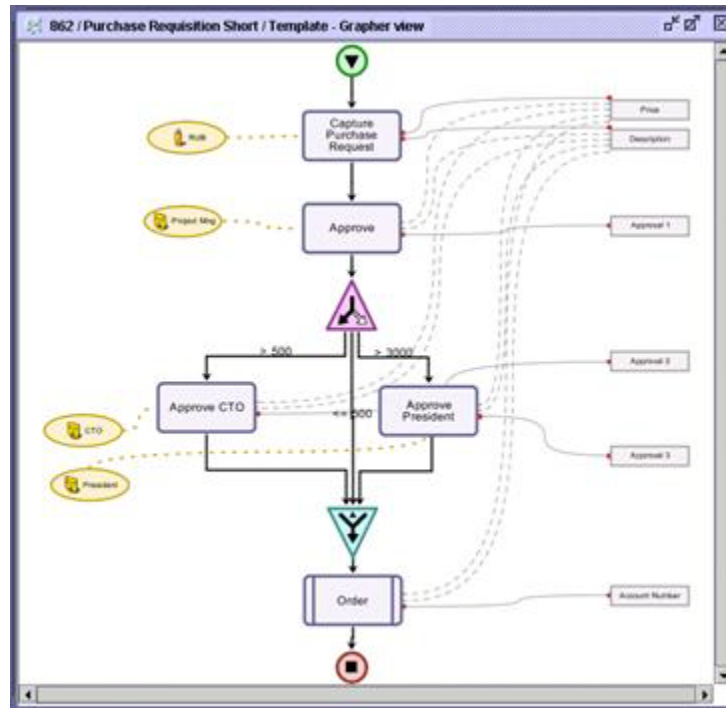 862 / Purchase Requisition Short / Template - Grapher view
Capture
Purchase
Request
Price
Description
Project Mng
Approve
Approval 1
> 500
> 3000
Approval 2
Approve CTO
<= 500
Approve
President
CTO
Approval 3
President
Order
Account Number